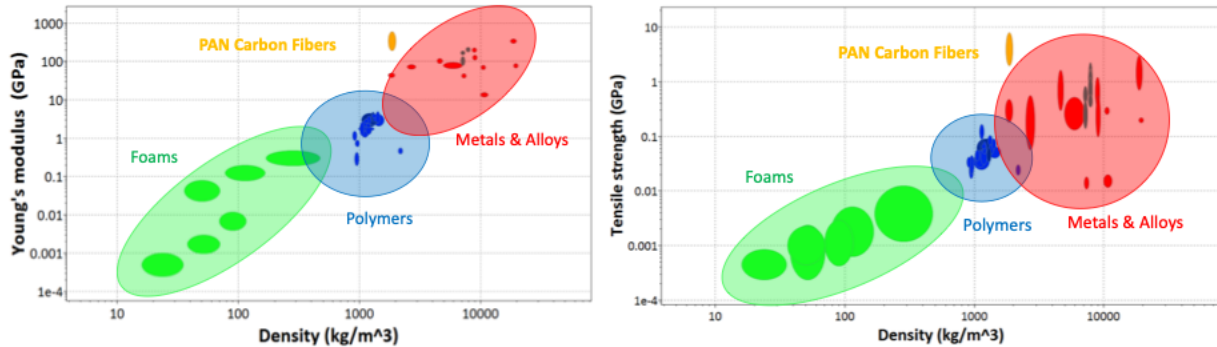 Young's modulus (GPa)
1000
100
10
1
0.1
0.01
0.001
1e-4
PAN Carbon Fibers
Foams
Metals & Alloys
Polymers
10
100
1000
10000
Density (kg/m^3)
Tensile strength (GPa)
10
1
0.1
0.01
0.001
1e-4
PAN Carbon Fibers
Foams
Polymers
Metals & Alloys
10
100
1000
10000
Density (kg/m^3)